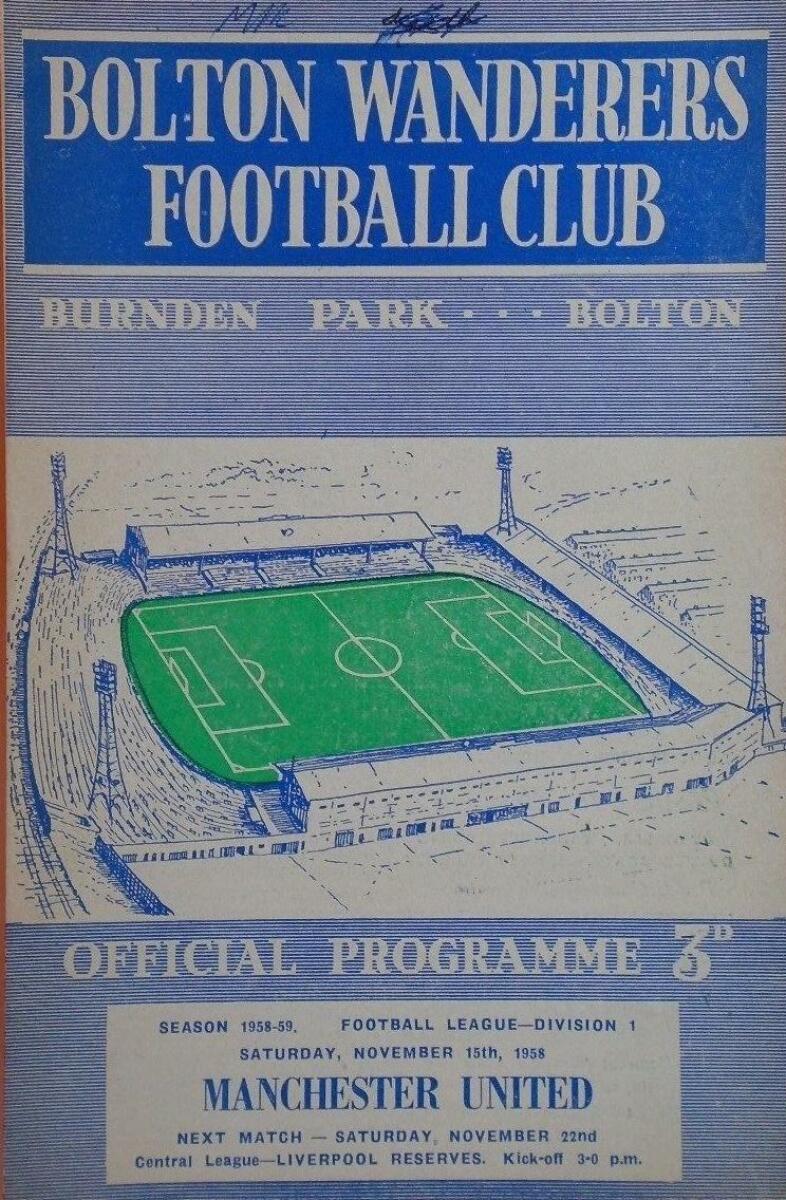 BOLTON WANDERERS
FOOTBALL CLUB
BURNDEN PARK · · · BOLTON
OFFICIAL PROGRAMME 3D
SEASON 1958-59. FOOTBALL LEAGUE—DIVISION 1
SATURDAY, NOVEMBER 15th, 1958
MANCHESTER UNITED
NEXT MATCH — SATURDAY, NOVEMBER 22nd
Central League—LIVERPOOL RESERVES. Kick-off 3-0 p.m.